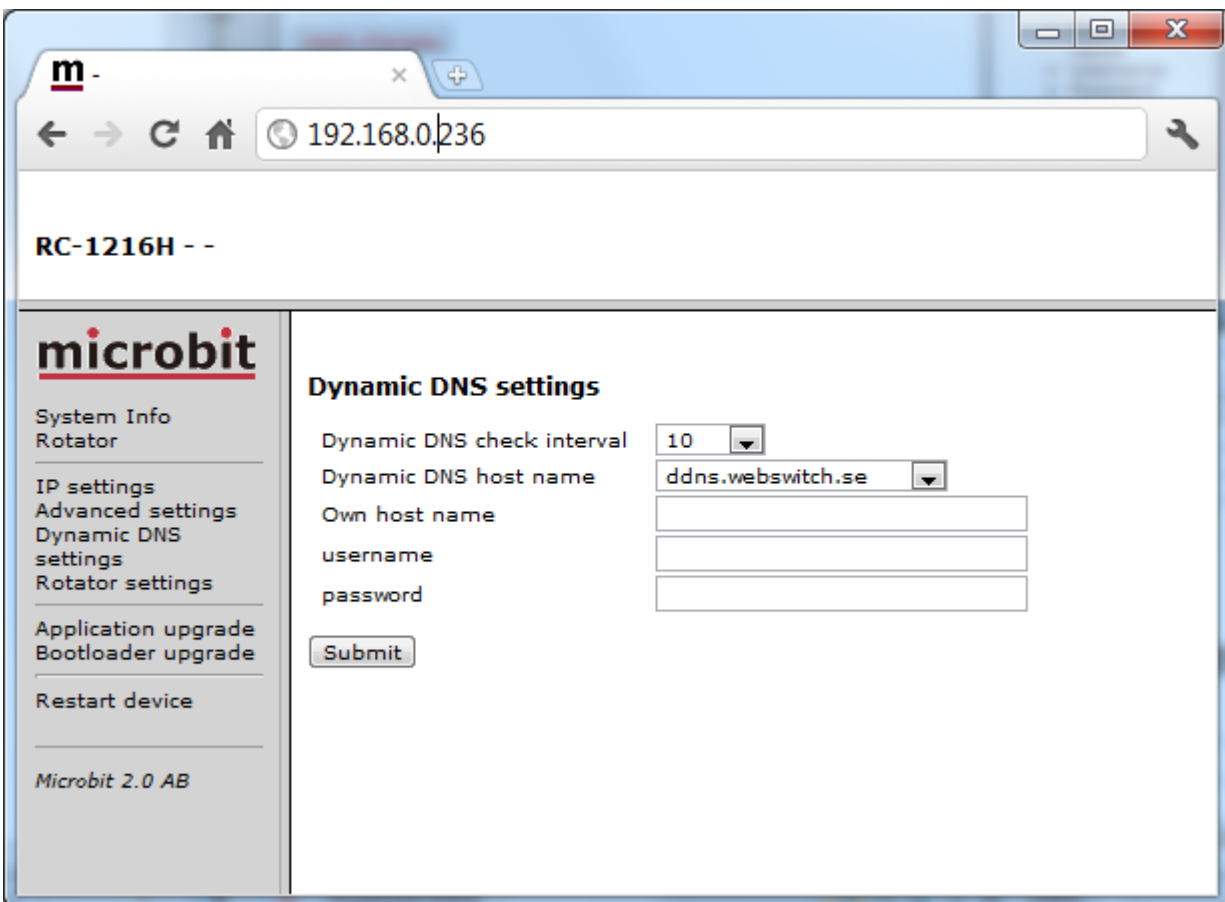 m -
192.168.0.236
RC-1216H - -
microbit
System Info
Rotator
IP settings
Advanced settings
Dynamic DNS
settings
Rotator settings
Application upgrade
Bootloader upgrade
Restart device
Microbit 2.0 AB
Dynamic DNS settings
Dynamic DNS check interval 10
Dynamic DNS host name ddns.webswitch.se
Own host name
username
password
Submit